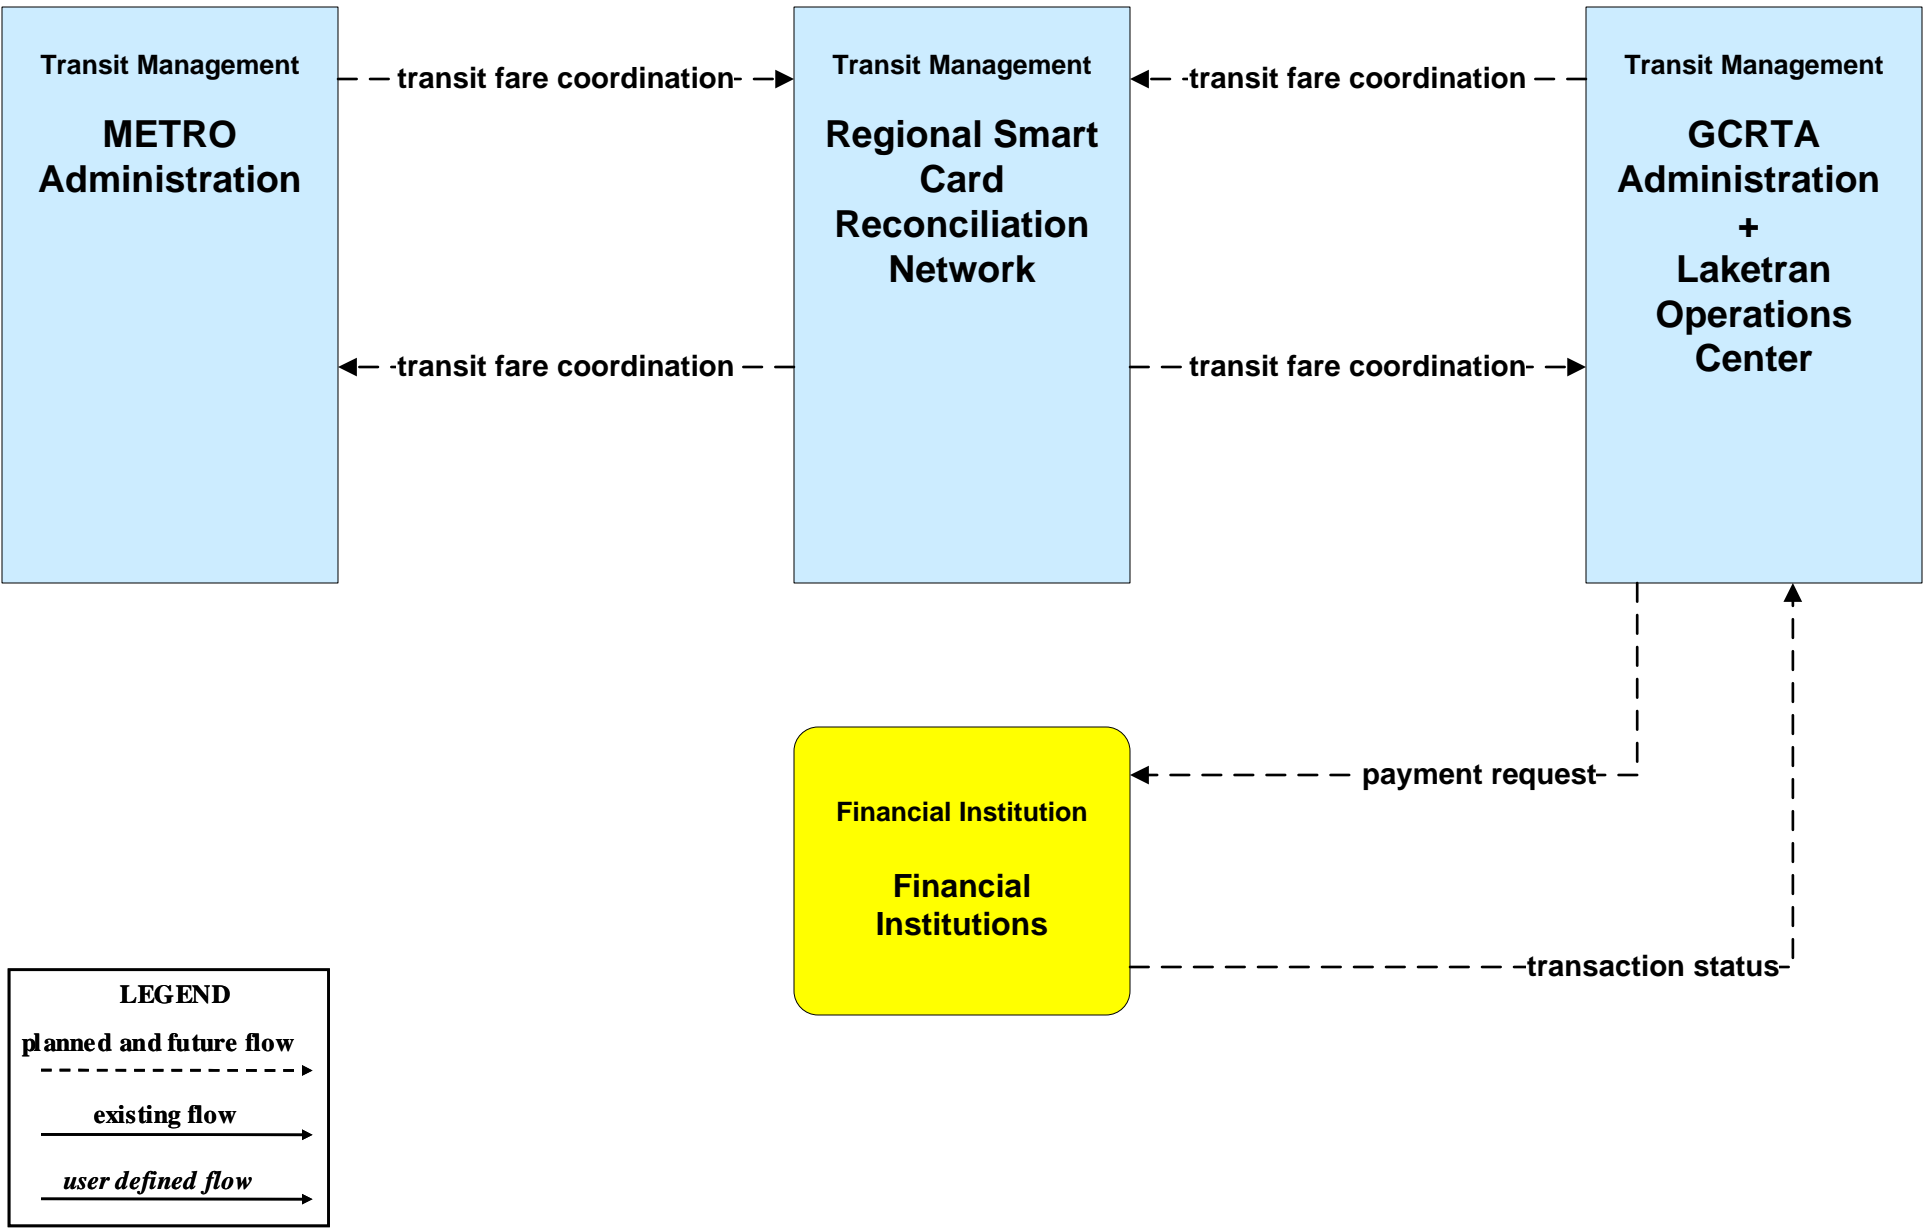 Transit Management
METRO
Administration
transit fare coordination
transit fare coordination
Transit Management
Regional Smart
Card
Reconciliation
Network
transit fare coordination
transit fare coordination
Transit Management
GCRTA
Administration
+
Laketran
Operations
Center
payment request
Financial Institution
Financial
Institutions
transaction status
LEGEND
planned and future flow
existing flow
user defined flow